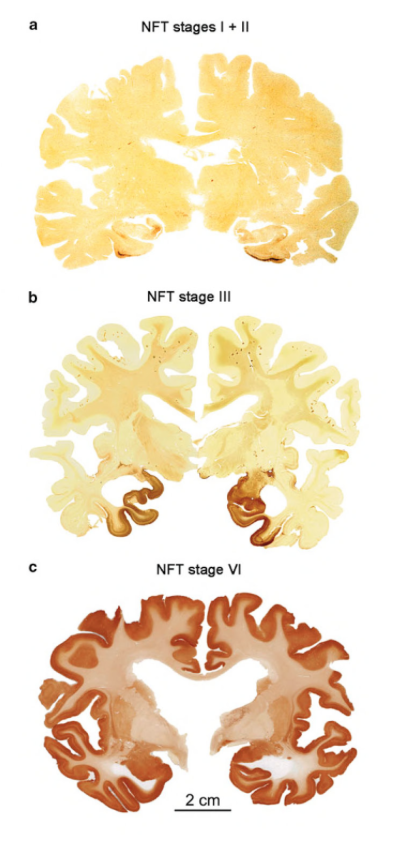 a
NFT stages I + II
b
NFT stage III
c
NFT stage VI
2 cm